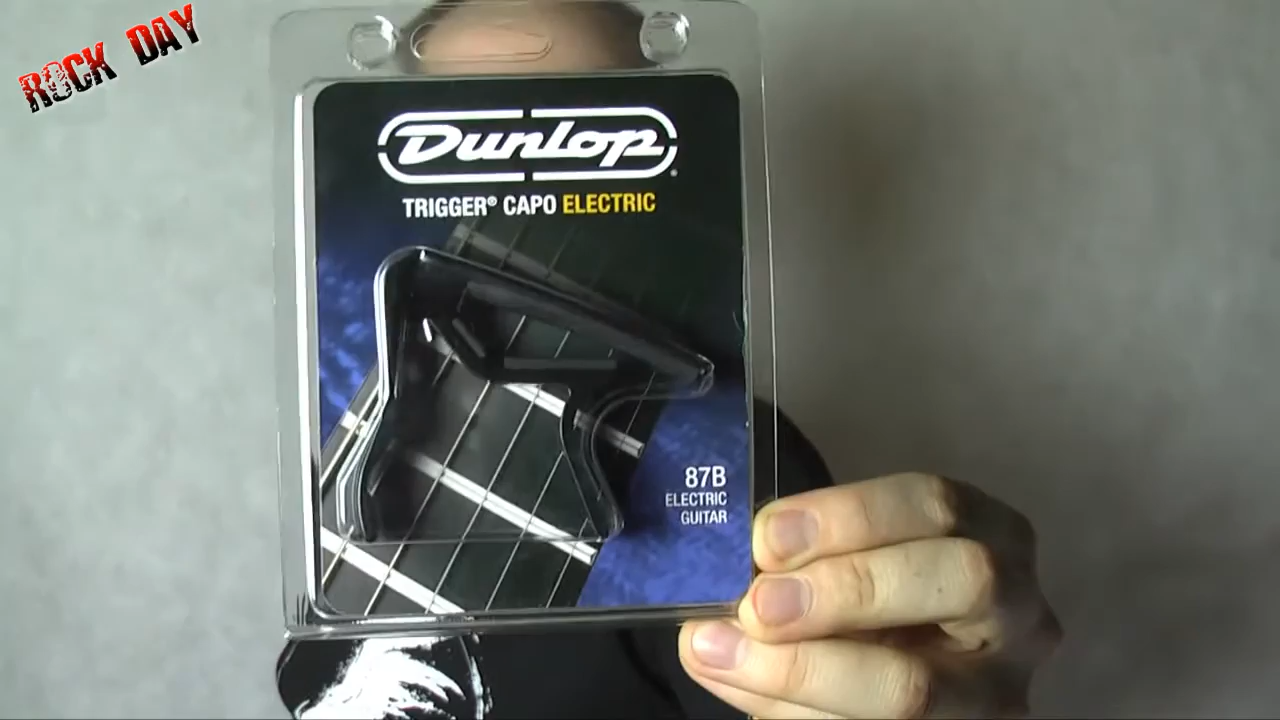 ROCK DAY
DUNLOP®
TRIGGER® CAPO ELECTRIC
87B
ELECTRIC
GUITAR